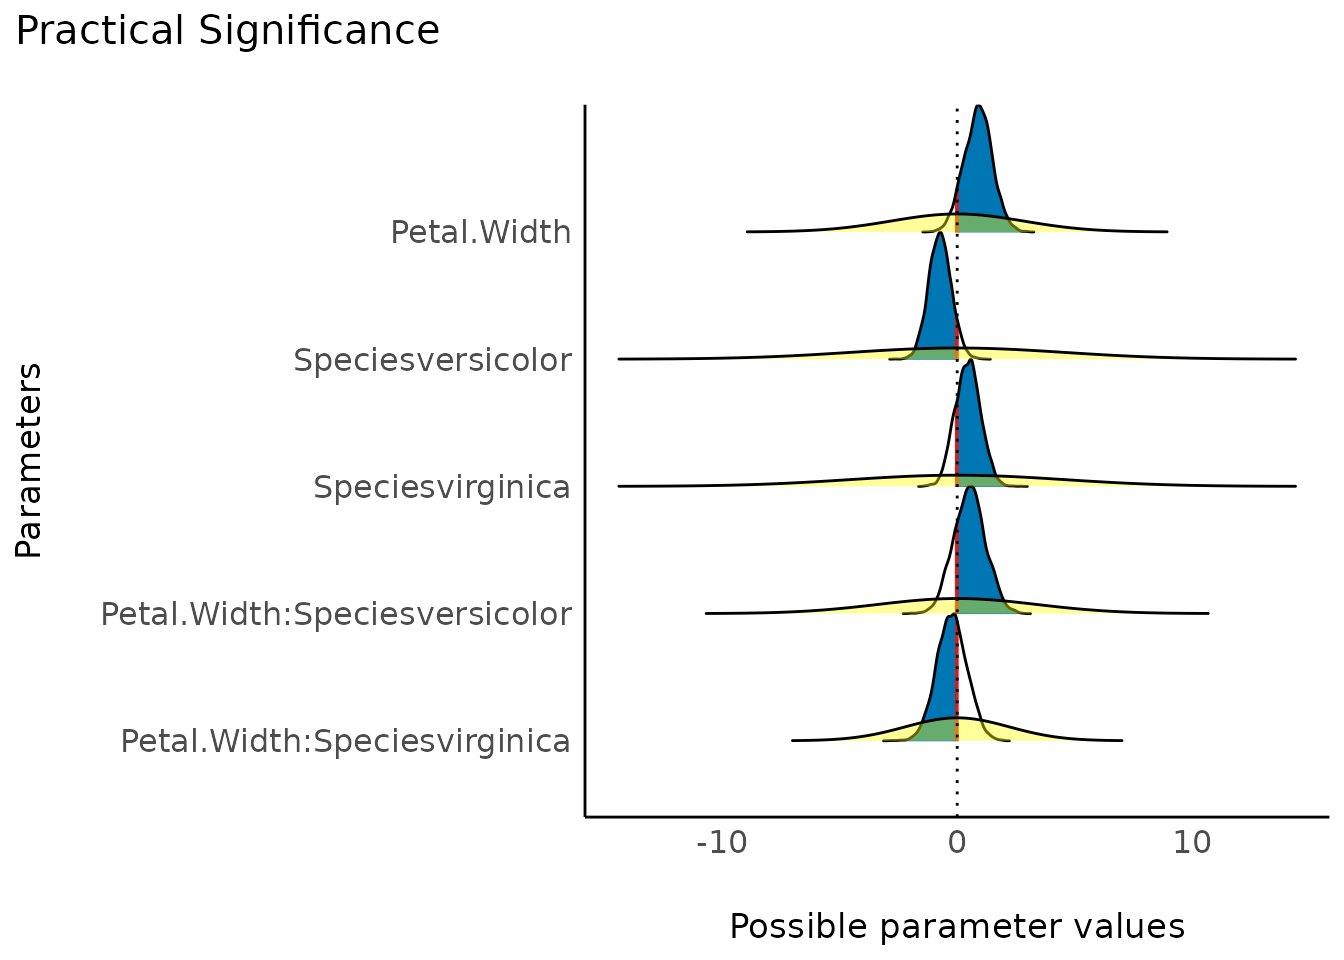 Practical Significance
Parameters
Petal.Width
Speciesversicolor
Speciesvirginica
Petal.Width:Speciesversicolor
Petal.Width:Speciesvirginica
-10 0 10
Possible parameter values